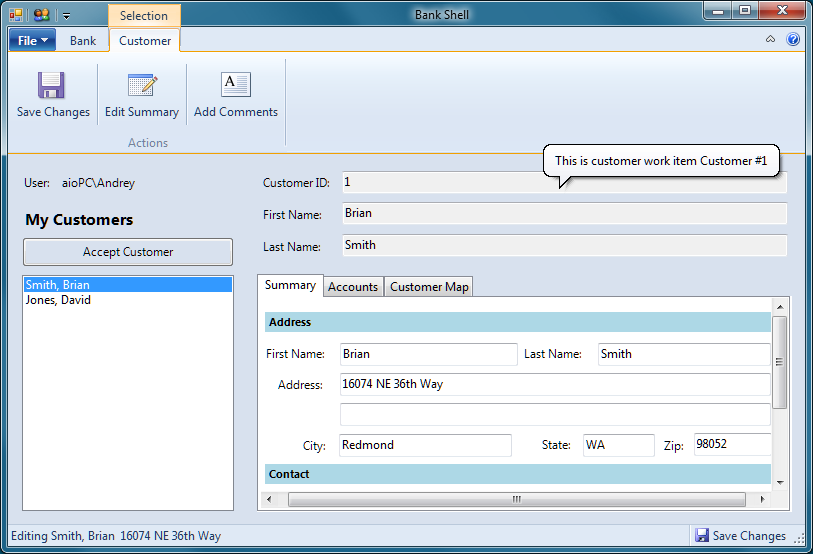 Selection
Bank Shell
File
Bank
Customer
Save Changes
Edit Summary
A
Add Comments
Actions
This is customer work item Customer #1
User: aioPC\Andrey
Customer ID: 1
First Name: Brian
Last Name: Smith
My Customers
Accept Customer
Smith, Brian
Jones, David
Summary
Accounts
Customer Map
Address
First Name: Brian
Last Name: Smith
Address: 16074 NE 36th Way
City: Redmond
State: WA
Zip: 98052
Contact
Editing Smith, Brian 16074 NE 36th Way
Save Changes